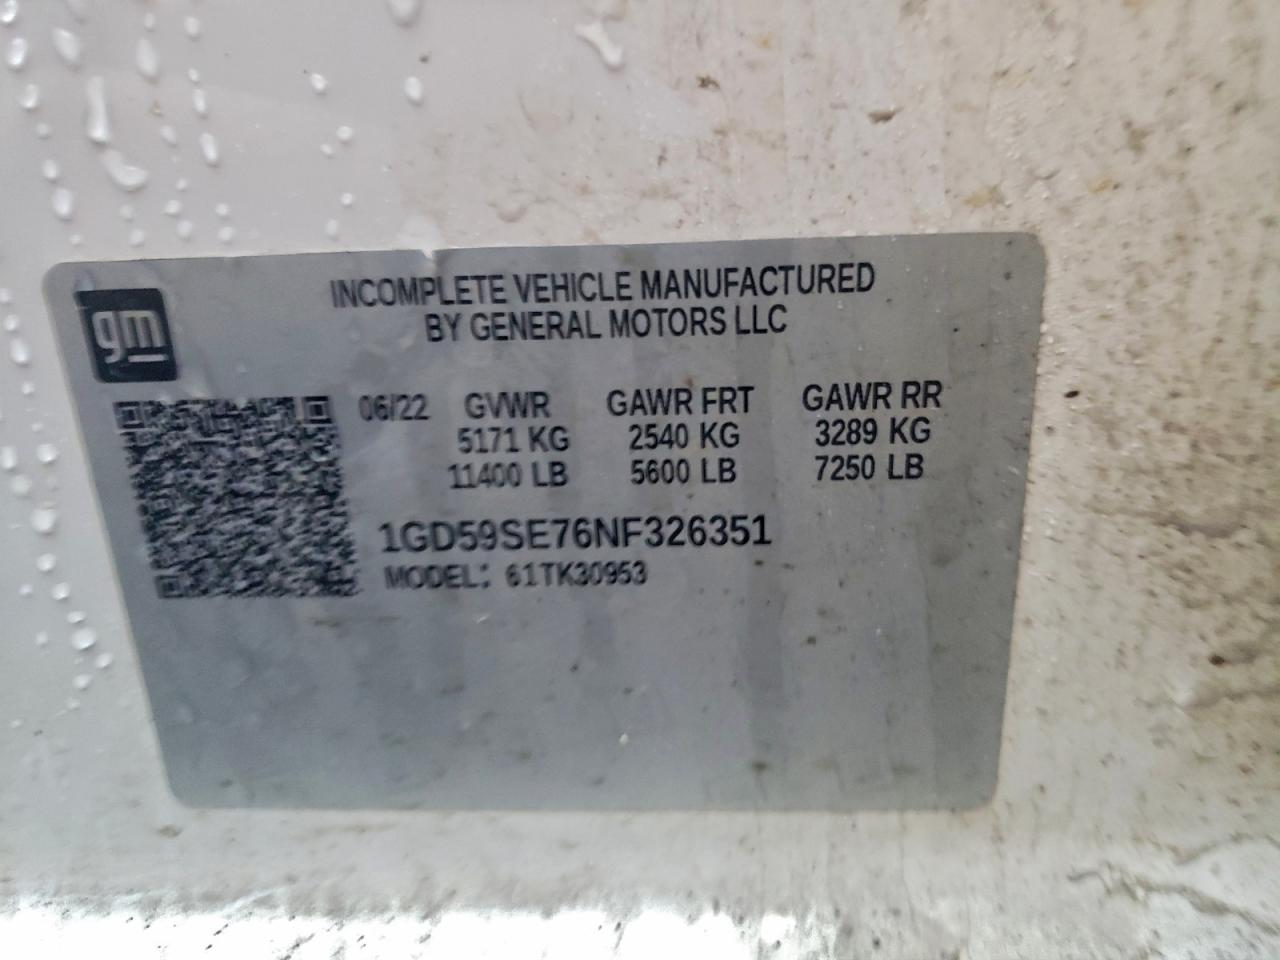 gm
INCOMPLETE VEHICLE MANUFACTURED
BY GENERAL MOTORS LLC
06/22 GVWR GAWR FRT GAWR RR
5171 KG 2540 KG 3289 KG
11400 LB 5600 LB 7250 LB
1GD59SE76NF326351
MODEL: 61TK30953